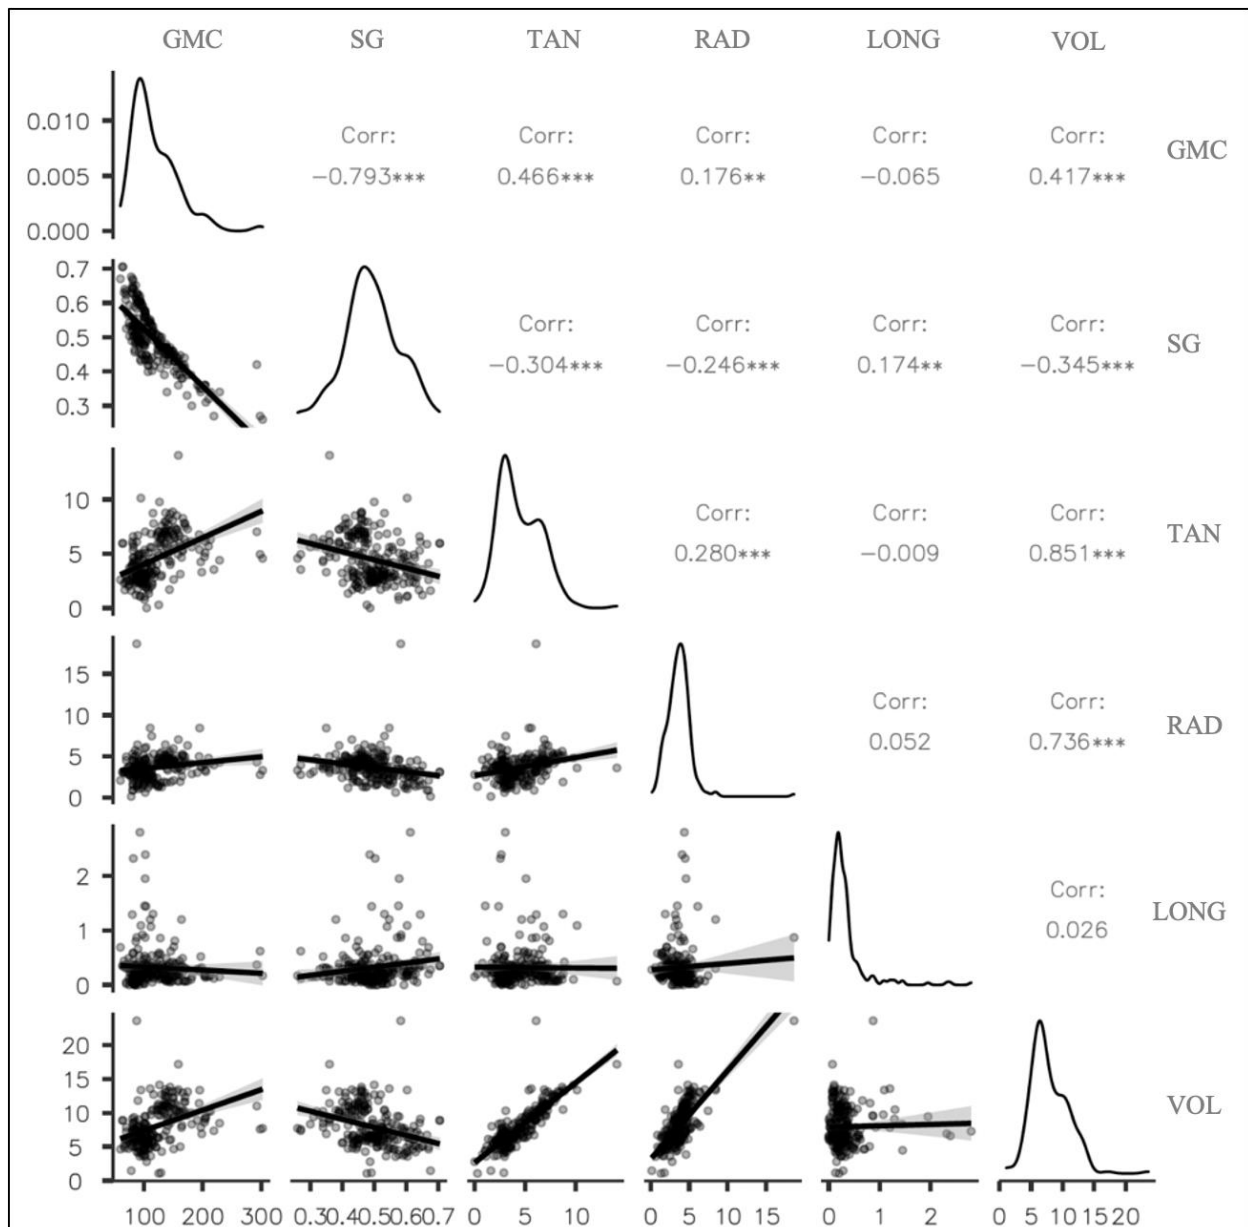 GMC SG TAN RAD LONG VOL
0.010
0.005
0.000
Corr: Corr: Corr: Corr: Corr:
−0.793*** 0.466*** 0.176** −0.065 0.417***
GMC
0.7
0.6
0.5
0.4
0.3
Corr: Corr: Corr: Corr:
−0.304*** −0.246*** 0.174** −0.345***
SG
10
5
0
Corr: Corr: Corr:
0.280*** −0.009 0.851***
TAN
15
10
5
0
Corr: Corr:
0.052 0.736***
RAD
2
1
0
Corr:
0.026
LONG
20
15
10
5
0
VOL
100 200 300 0.30.40.50.60.7 0 5 10 0 5 10 15 0 1 2 0 5 10 15 20